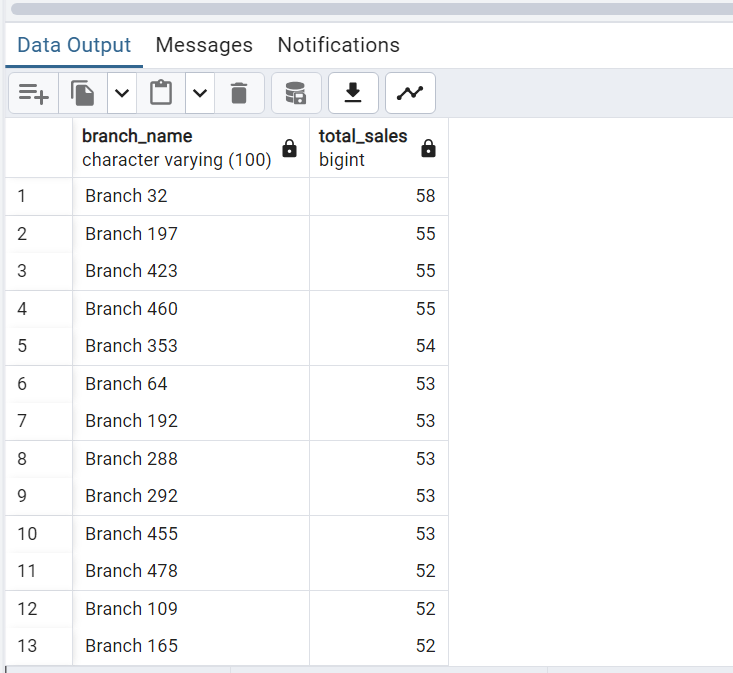 Data Output Messages Notifications
branch_name total_sales
character varying (100) bigint
1 Branch 32 58
2 Branch 197 55
3 Branch 423 55
4 Branch 460 55
5 Branch 353 54
6 Branch 64 53
7 Branch 192 53
8 Branch 288 53
9 Branch 292 53
10 Branch 455 53
11 Branch 478 52
12 Branch 109 52
13 Branch 165 52